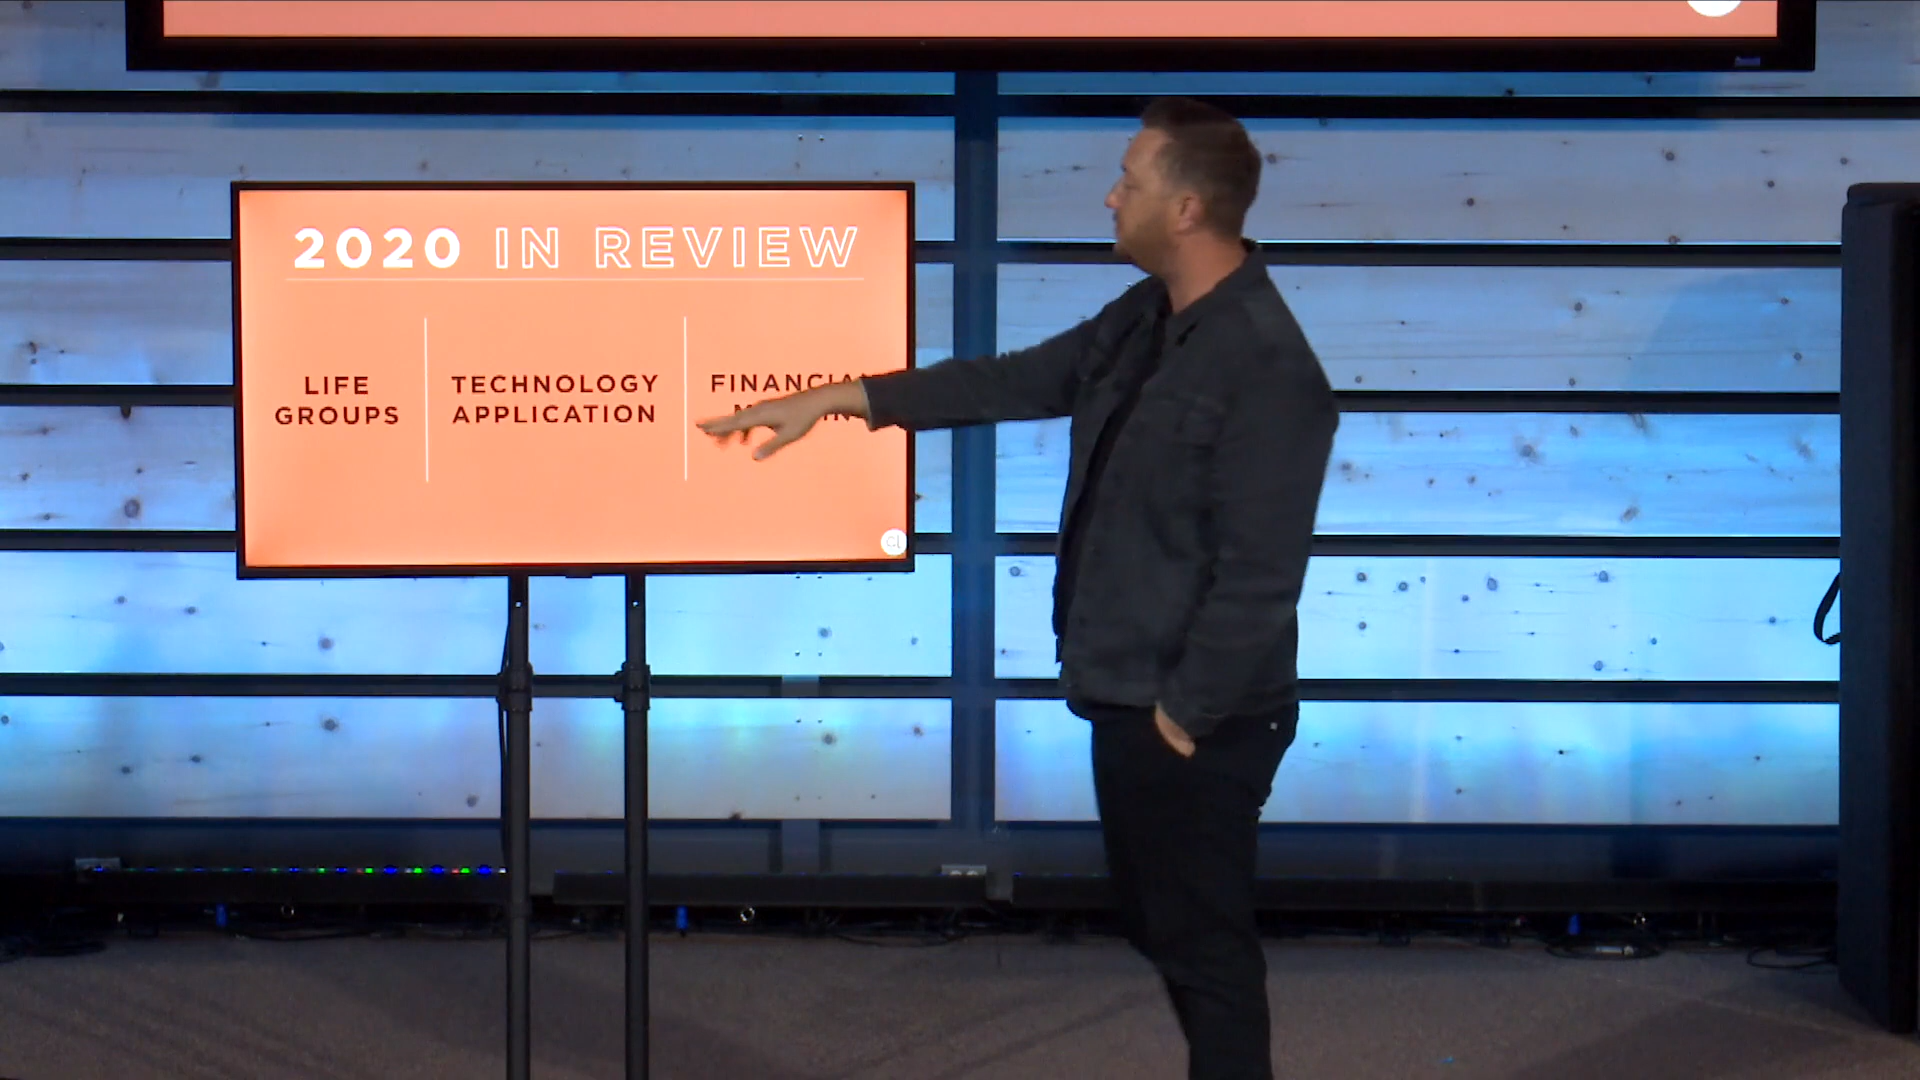 2020 IN REVIEW
LIFE
GROUPS
TECHNOLOGY
APPLICATION